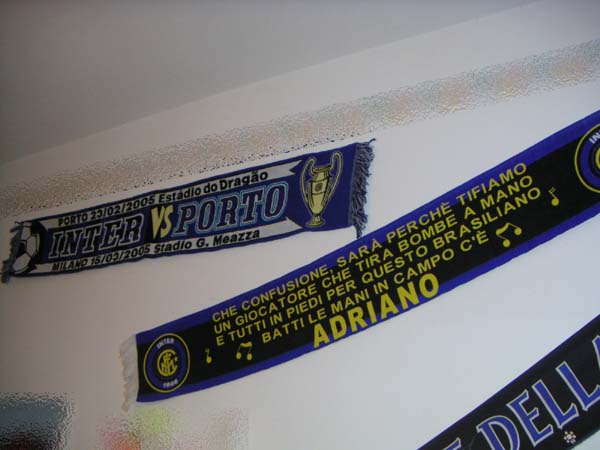 PORTO 23/02/2005 Estádio do Dragão
INTER VS PORTO
MILANO 15/03/2005 Stadio G. Meazza
CHE CONFUSIONE, SARÀ PERCHÈ TIFIAMO
UN GIOCATORE CHE TIRA BOMBE A MANO
E TUTTI IN PIEDI PER QUESTO BRASILIANO
BATTI LE MANI IN CAMPO C'È
ADRIANO
INTER
1908
INTER
DELLA